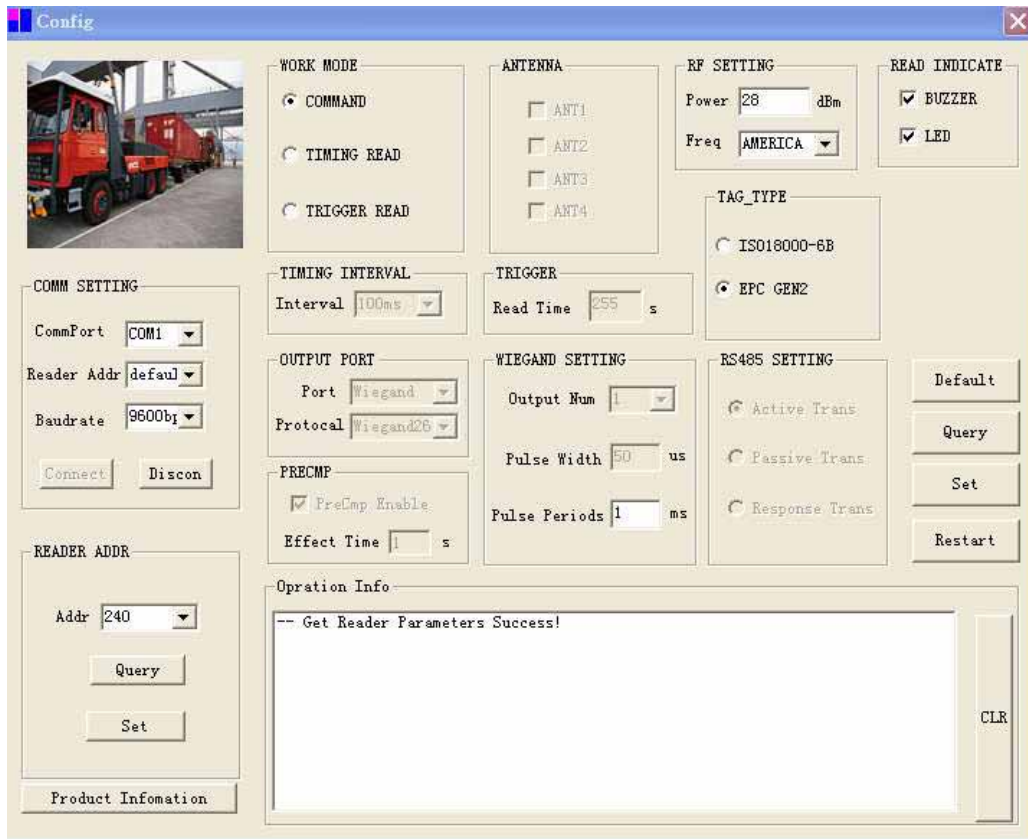 Config
WORK MODE
COMMAND
TIMING READ
TRIGGER READ
ANTENNA
ANT1
ANT2
ANT3
ANT4
RF SETTING
Power 28 dBm
Freq AMERICA
READ INDICATE
BUZZER
LED
TAG_TYPE
ISO18000-6B
EPC GEN2
COMM SETTING
CommPort COM1
Reader Addr defaul
Baudrate 9600bp
Connect Discon
TIMING INTERVAL
Interval 100ms
TRIGGER
Read Time 255 s
OUTPUT PORT
Port Wiegand
Protocal Wiegand26
WIEGAND SETTING
Output Num 1
Pulse Width 50 us
Pulse Periods 1 ms
RS485 SETTING
Active Trans
Passive Trans
Response Trans
Default
Query
Set
Restart
PRECMP
PreCmp Enable
Effect Time 1 s
READER ADDR
Addr 240
Query
Set
Product Infomation
Opration Info
-- Get Reader Parameters Success!
CLR